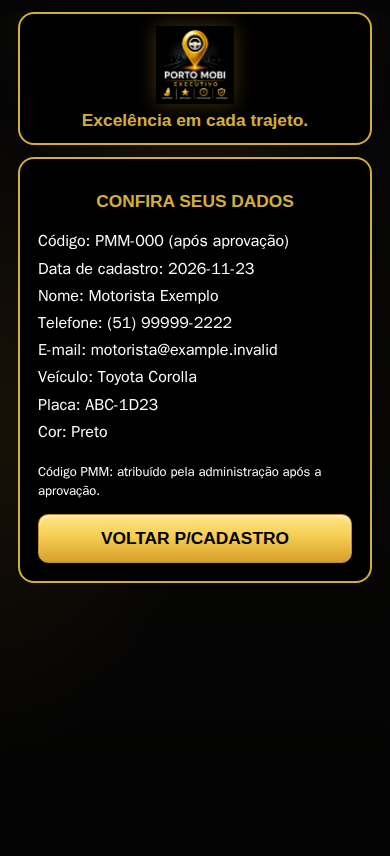 PORTO MOBI
EXECUTIVO
Excelência em cada trajeto.
CONFIRA SEUS DADOS
Código: PMM-000 (após aprovação)
Data de cadastro: 2026-11-23
Nome: Motorista Exemplo
Telefone: (51) 99999-2222
E-mail: motorista@example.invalid
Veículo: Toyota Corolla
Placa: ABC-1D23
Cor: Preto
Código PMM: atribuído pela administração após a
aprovação.
VOLTAR P/CADASTRO